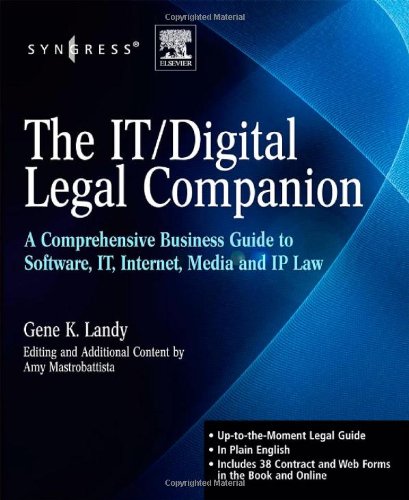 Copyrighted Material
SYNGRESS®
ELSEVIER
The IT/Digital
Legal Companion
A Comprehensive Business Guide to
Software, IT, Internet, Media and IP Law
Gene K. Landy
Editing and Additional Content by
Amy Mastrobattista
• Up-to-the-Moment Legal Guide
• In Plain English
• Includes 38 Contract and Web Forms
in the Book and Online
Copyrighted Material